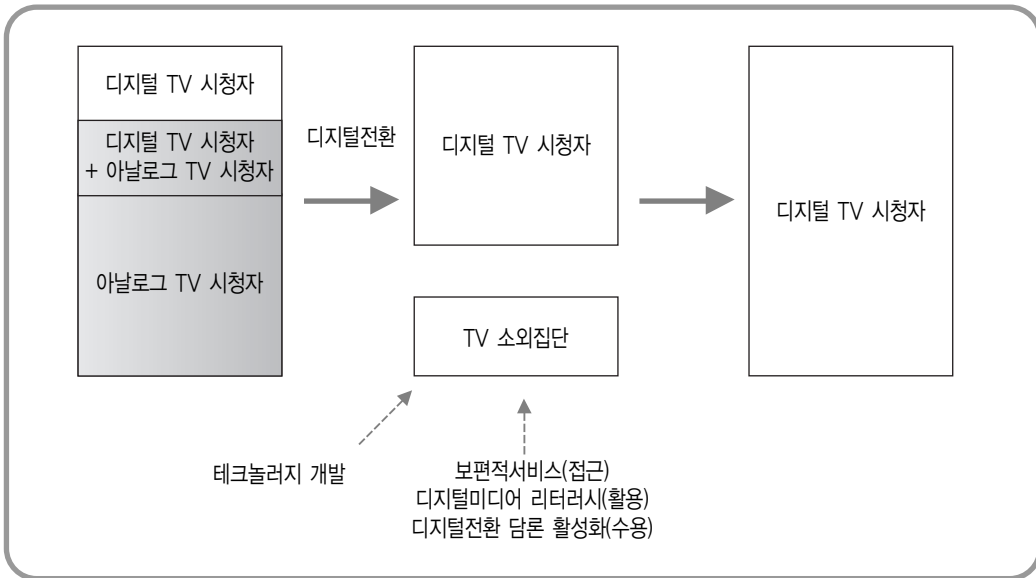 디지털 TV 시청자
디지털 TV 시청자
+ 아날로그 TV 시청자
아날로그 TV 시청자
디지털전환
디지털 TV 시청자
TV 소외집단
디지털 TV 시청자
테크놀러지 개발
보편적서비스(접근)
디지털미디어 리터러시(활용)
디지털전환 담론 활성화(수용)